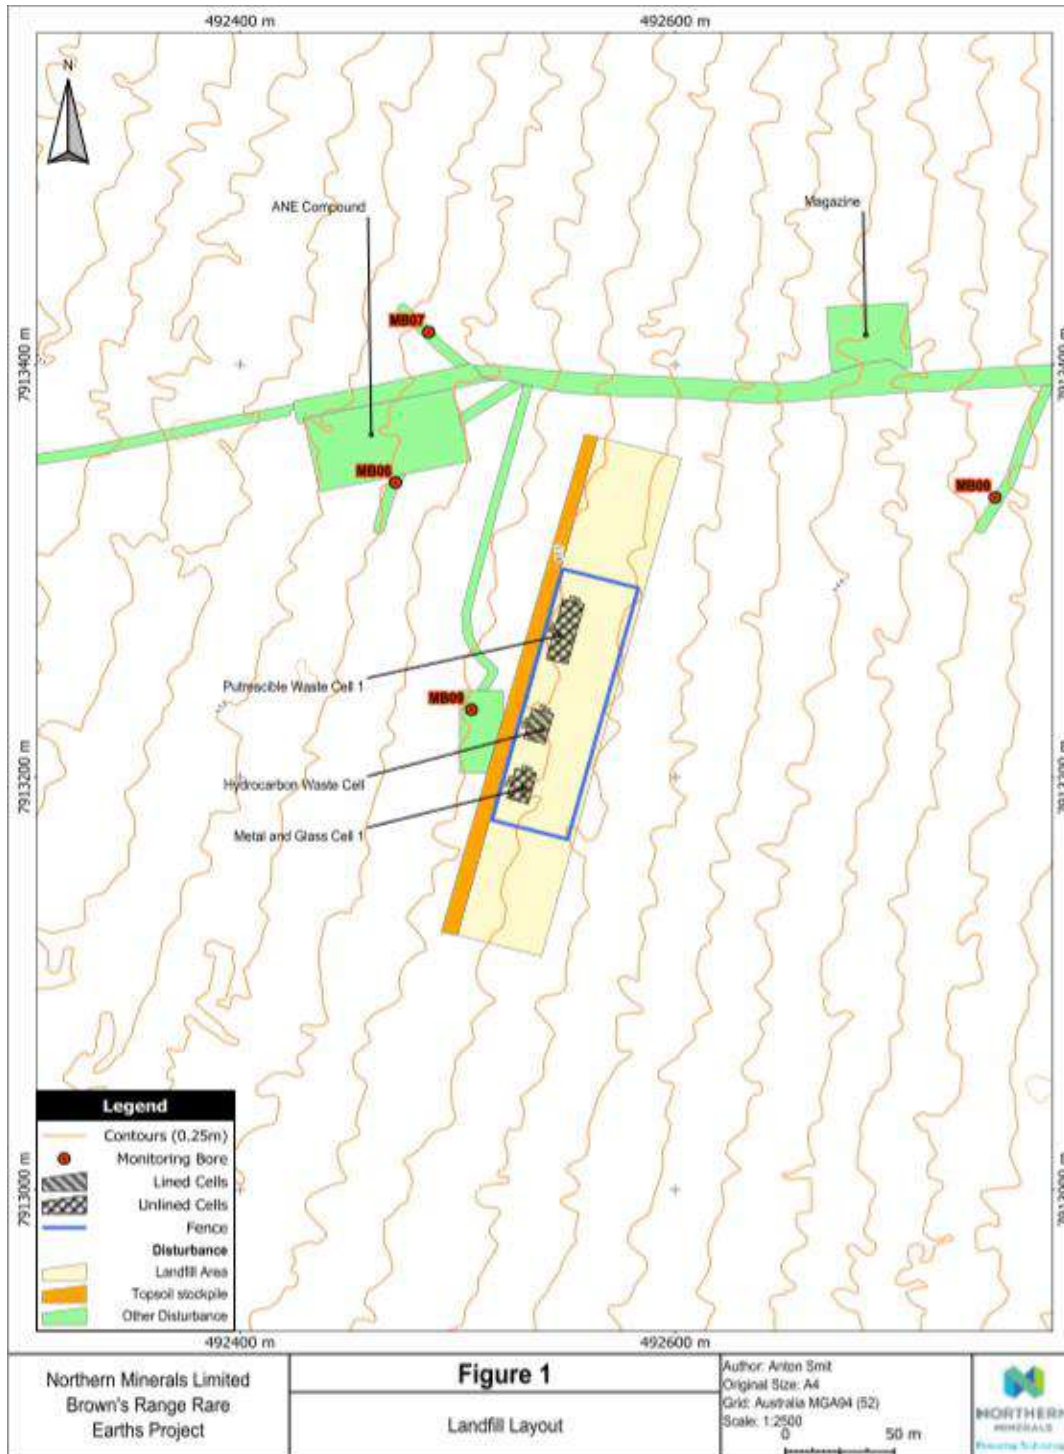 492400 m
492600 m
N
ANE Compound
Magazine
MB07
7913400 m
7913400 m
MB08
Putrescible Waste Cell 1
MB09
7913200 m
Hydrocarbon Waste Cell
Metal and Glass Cell 1
Legend
Contours (0.25m)
Monitoring Bore
Lined Cells
Unlined Cells
Fence
Disturbance
Landfill Area
Topsoil stockpile
Other Disturbance
7913000 m
492400 m
492600 m
Northern Minerals Limited
Brown's Range Rare
Earths Project
Figure 1
Landfill Layout
Author: Anton Smit
Original Size: A4
Grid: Australia MGA94 (52)
Scale: 1:2500
0 50 m
NORTHERN
MINERALS